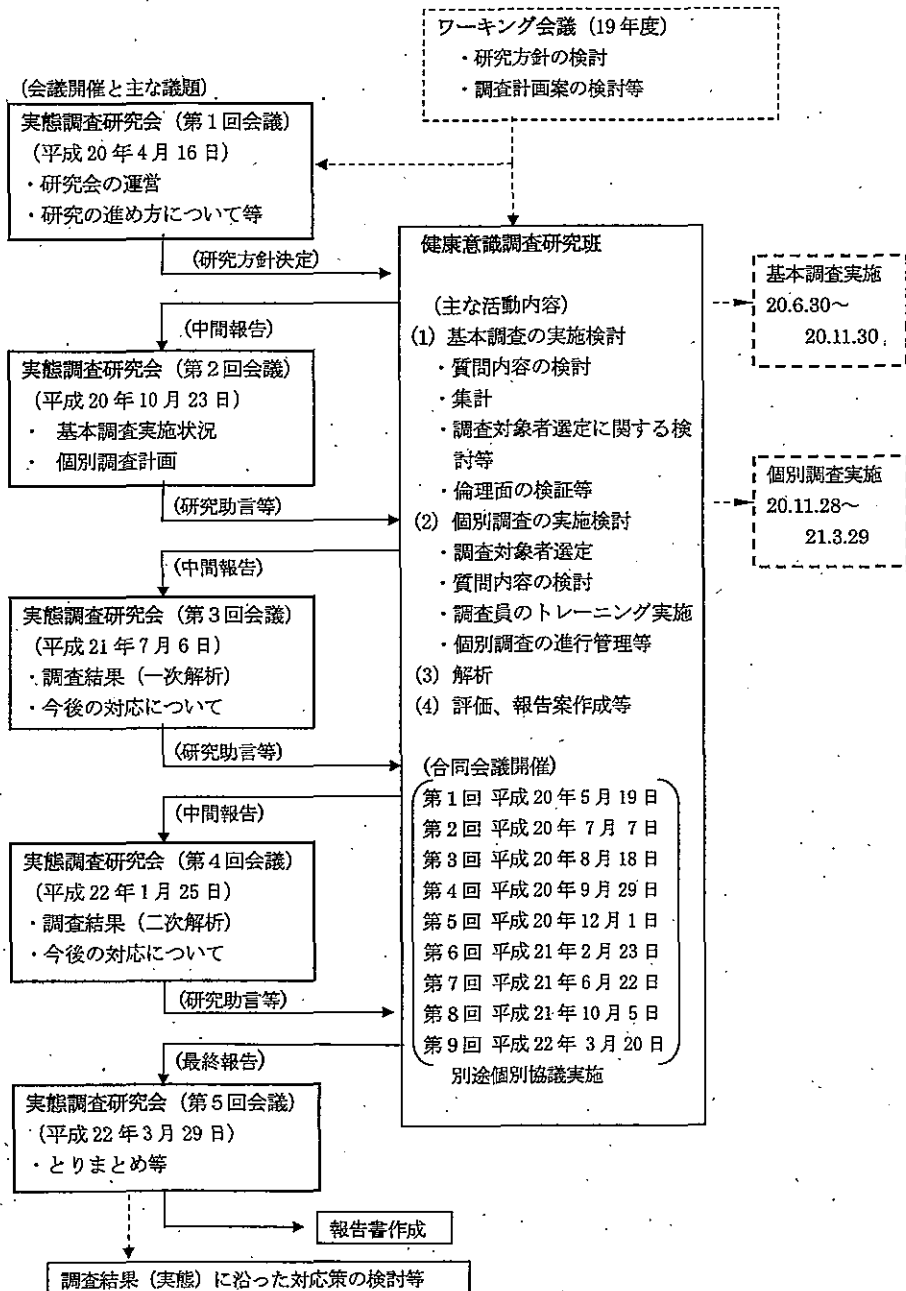 ワーキング会議（19年度）
・研究方針の検討
・調査計画案の検討等
(会議開催と主な議題)
実態調査研究会（第1回会議）
(平成20年4月16日)
・研究会の運営
・研究の進め方について等
(研究方針決定)
(中間報告)
実態調査研究会（第2回会議）
(平成20年10月23日)
・ 基本調査実施状況
・ 個別調査計画
(研究助言等)
(中間報告)
実態調査研究会（第3回会議）
(平成21年7月6日)
・調査結果（一次解析）
・今後の対応について
(研究助言等)
(中間報告)
実態調査研究会（第4回会議）
(平成22年1月25日)
・調査結果（二次解析）
・今後の対応について
(研究助言等)
(最終報告)
実態調査研究会（第5回会議）
(平成22年3月29日)
・とりまとめ等
報告書作成
調査結果（実態）に沿った対応策の検討等
健康意識調査研究班
(主な活動内容)
(1) 基本調査の実施検討
・質問内容の検討
・集計
・調査対象者選定に関する検
討等
・倫理面の検証等
(2) 個別調査の実施検討
・調査対象者選定
・質問内容の検討
・調査員のトレーニング実施
・個別調査の進行管理等
(3) 解析
(4) 評価、報告案作成等
(合同会議開催)
第1回 平成20年5月19日
第2回 平成20年7月7日
第3回 平成20年8月18日
第4回 平成20年9月29日
第5回 平成20年12月1日
第6回 平成21年2月23日
第7回 平成21年6月22日
第8回 平成21年10月5日
第9回 平成22年3月20日
別途個別協議実施
基本調査実施
20.6.30～
20.11.30
個別調査実施
20.11.28～
21.3.29